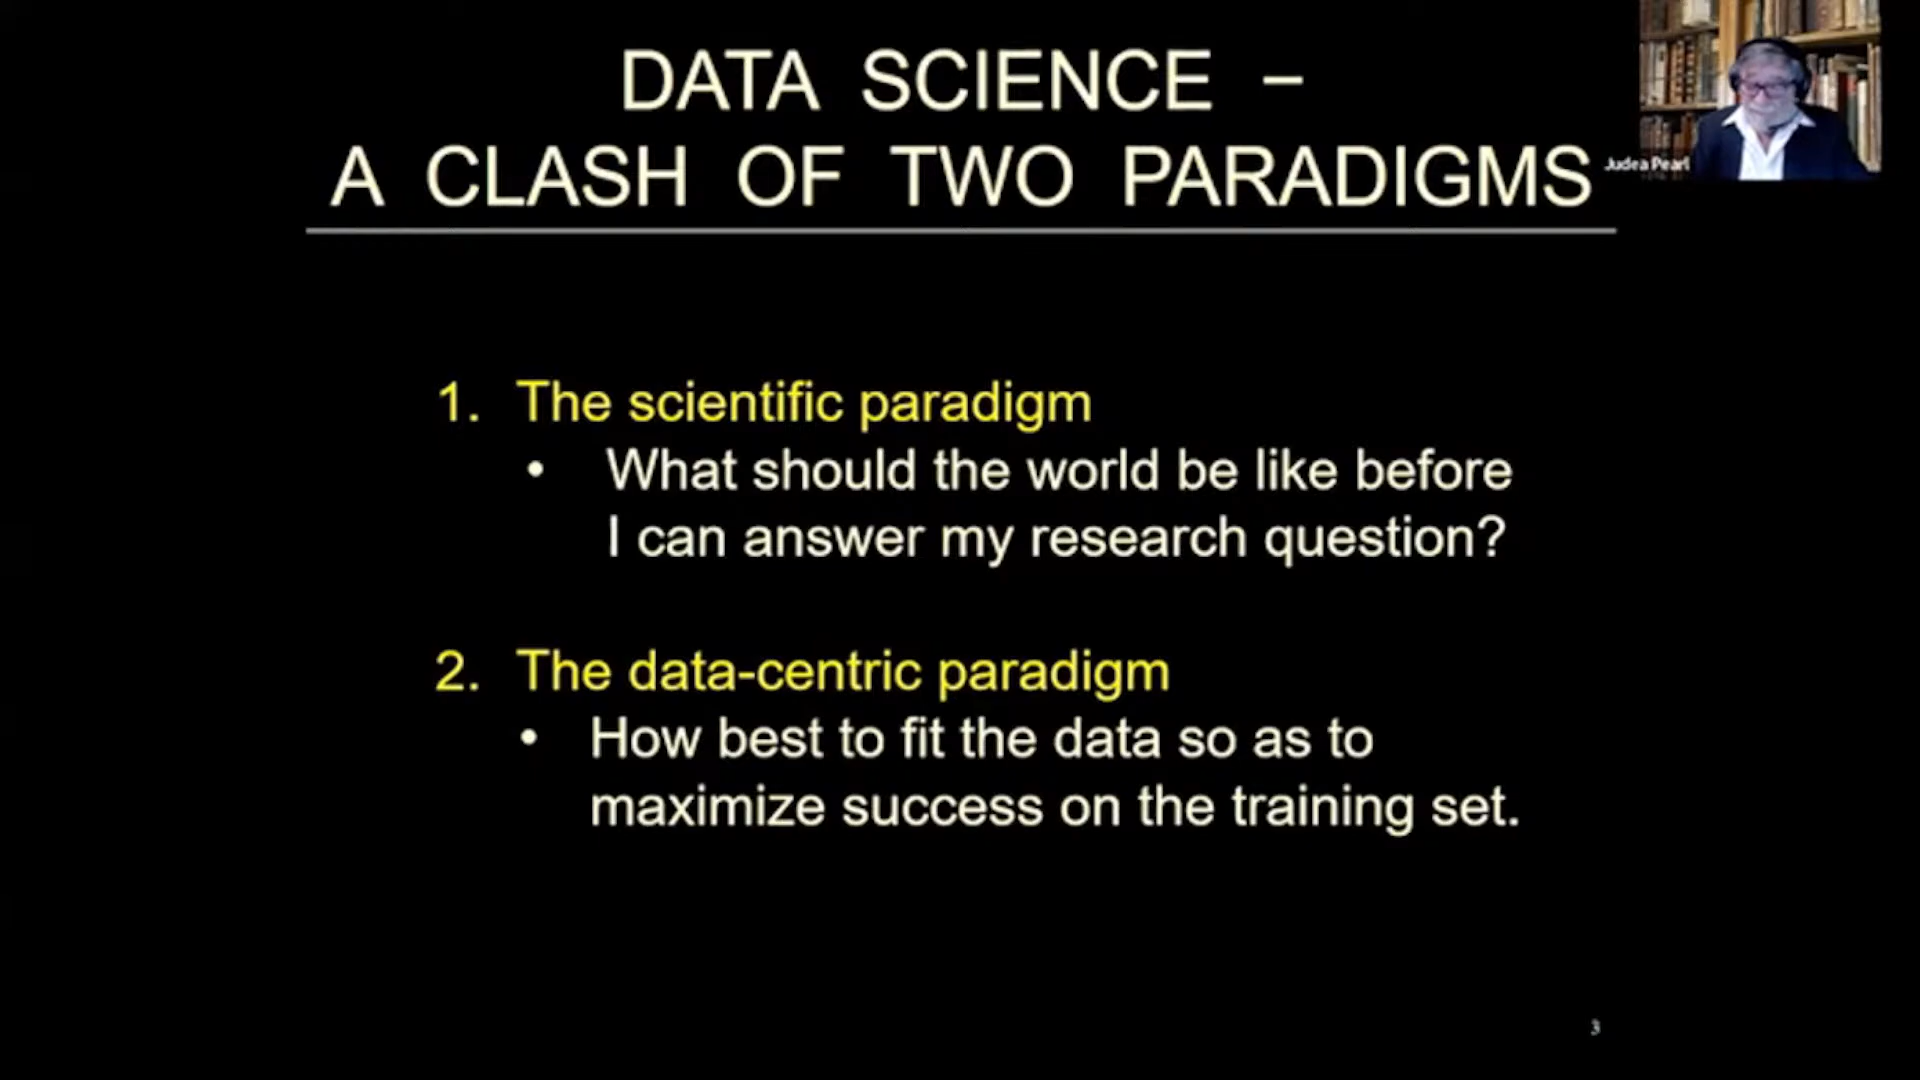 DATA SCIENCE –
A CLASH OF TWO PARADIGMS
Judea Pearl
1. The scientific paradigm
• What should the world be like before
I can answer my research question?
2. The data-centric paradigm
• How best to fit the data so as to
maximize success on the training set.
3